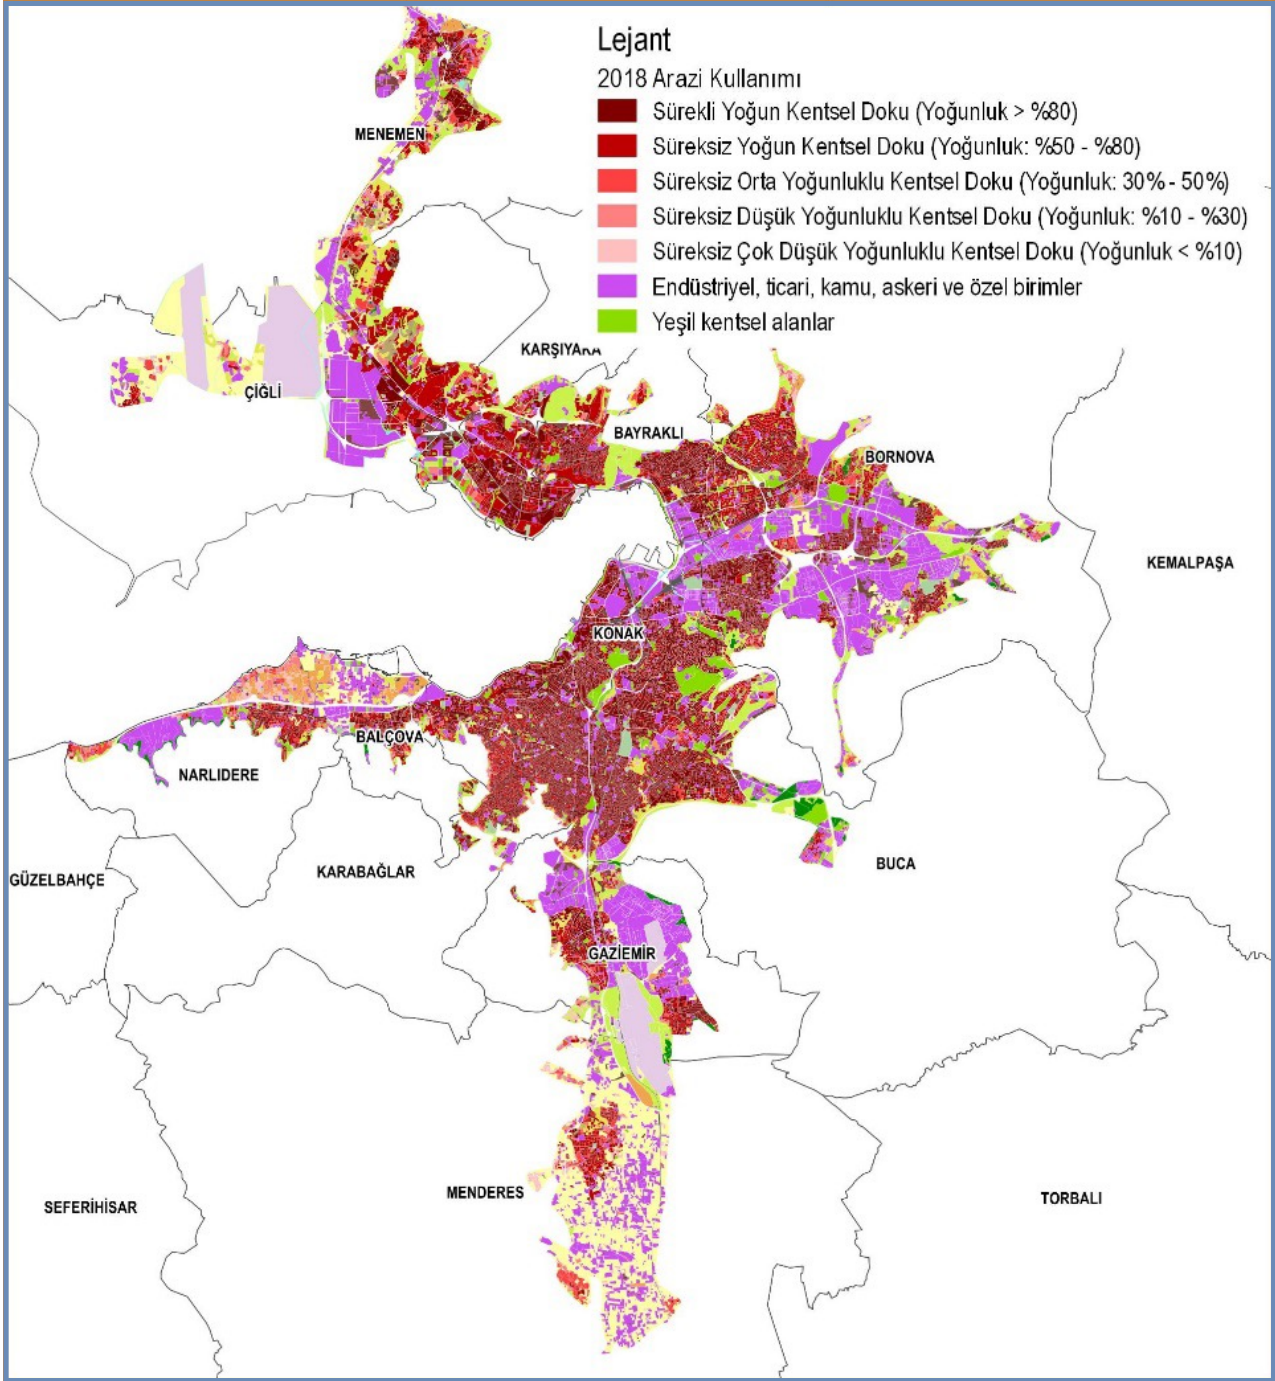 Lejant
2018 Arazi Kullanımı
Sürekli Yoğun Kentsel Doku (Yoğunluk > %80)
Süreksiz Yoğun Kentsel Doku (Yoğunluk: %50 - %80)
Süreksiz Orta Yoğunluklu Kentsel Doku (Yoğunluk: 30% - 50%)
Süreksiz Düşük Yoğunluklu Kentsel Doku (Yoğunluk: %10 - %30)
Süreksiz Çok Düşük Yoğunluklu Kentsel Doku (Yoğunluk < %10)
Endüstriyel, ticari, kamu, askeri ve özel birimler
Yeşil kentsel alanlar
MENEMEN
KARŞIYAKA
ÇİĞLİ
BAYRAKLI
BORNOVA
KEMALPAŞA
KONAK
BALÇOVA
NARLIDERE
GÜZELBAHÇE
KARABAĞLAR
BUCA
GAZİEMİR
MENDERES
SEFERİHİSAR
TORBALI